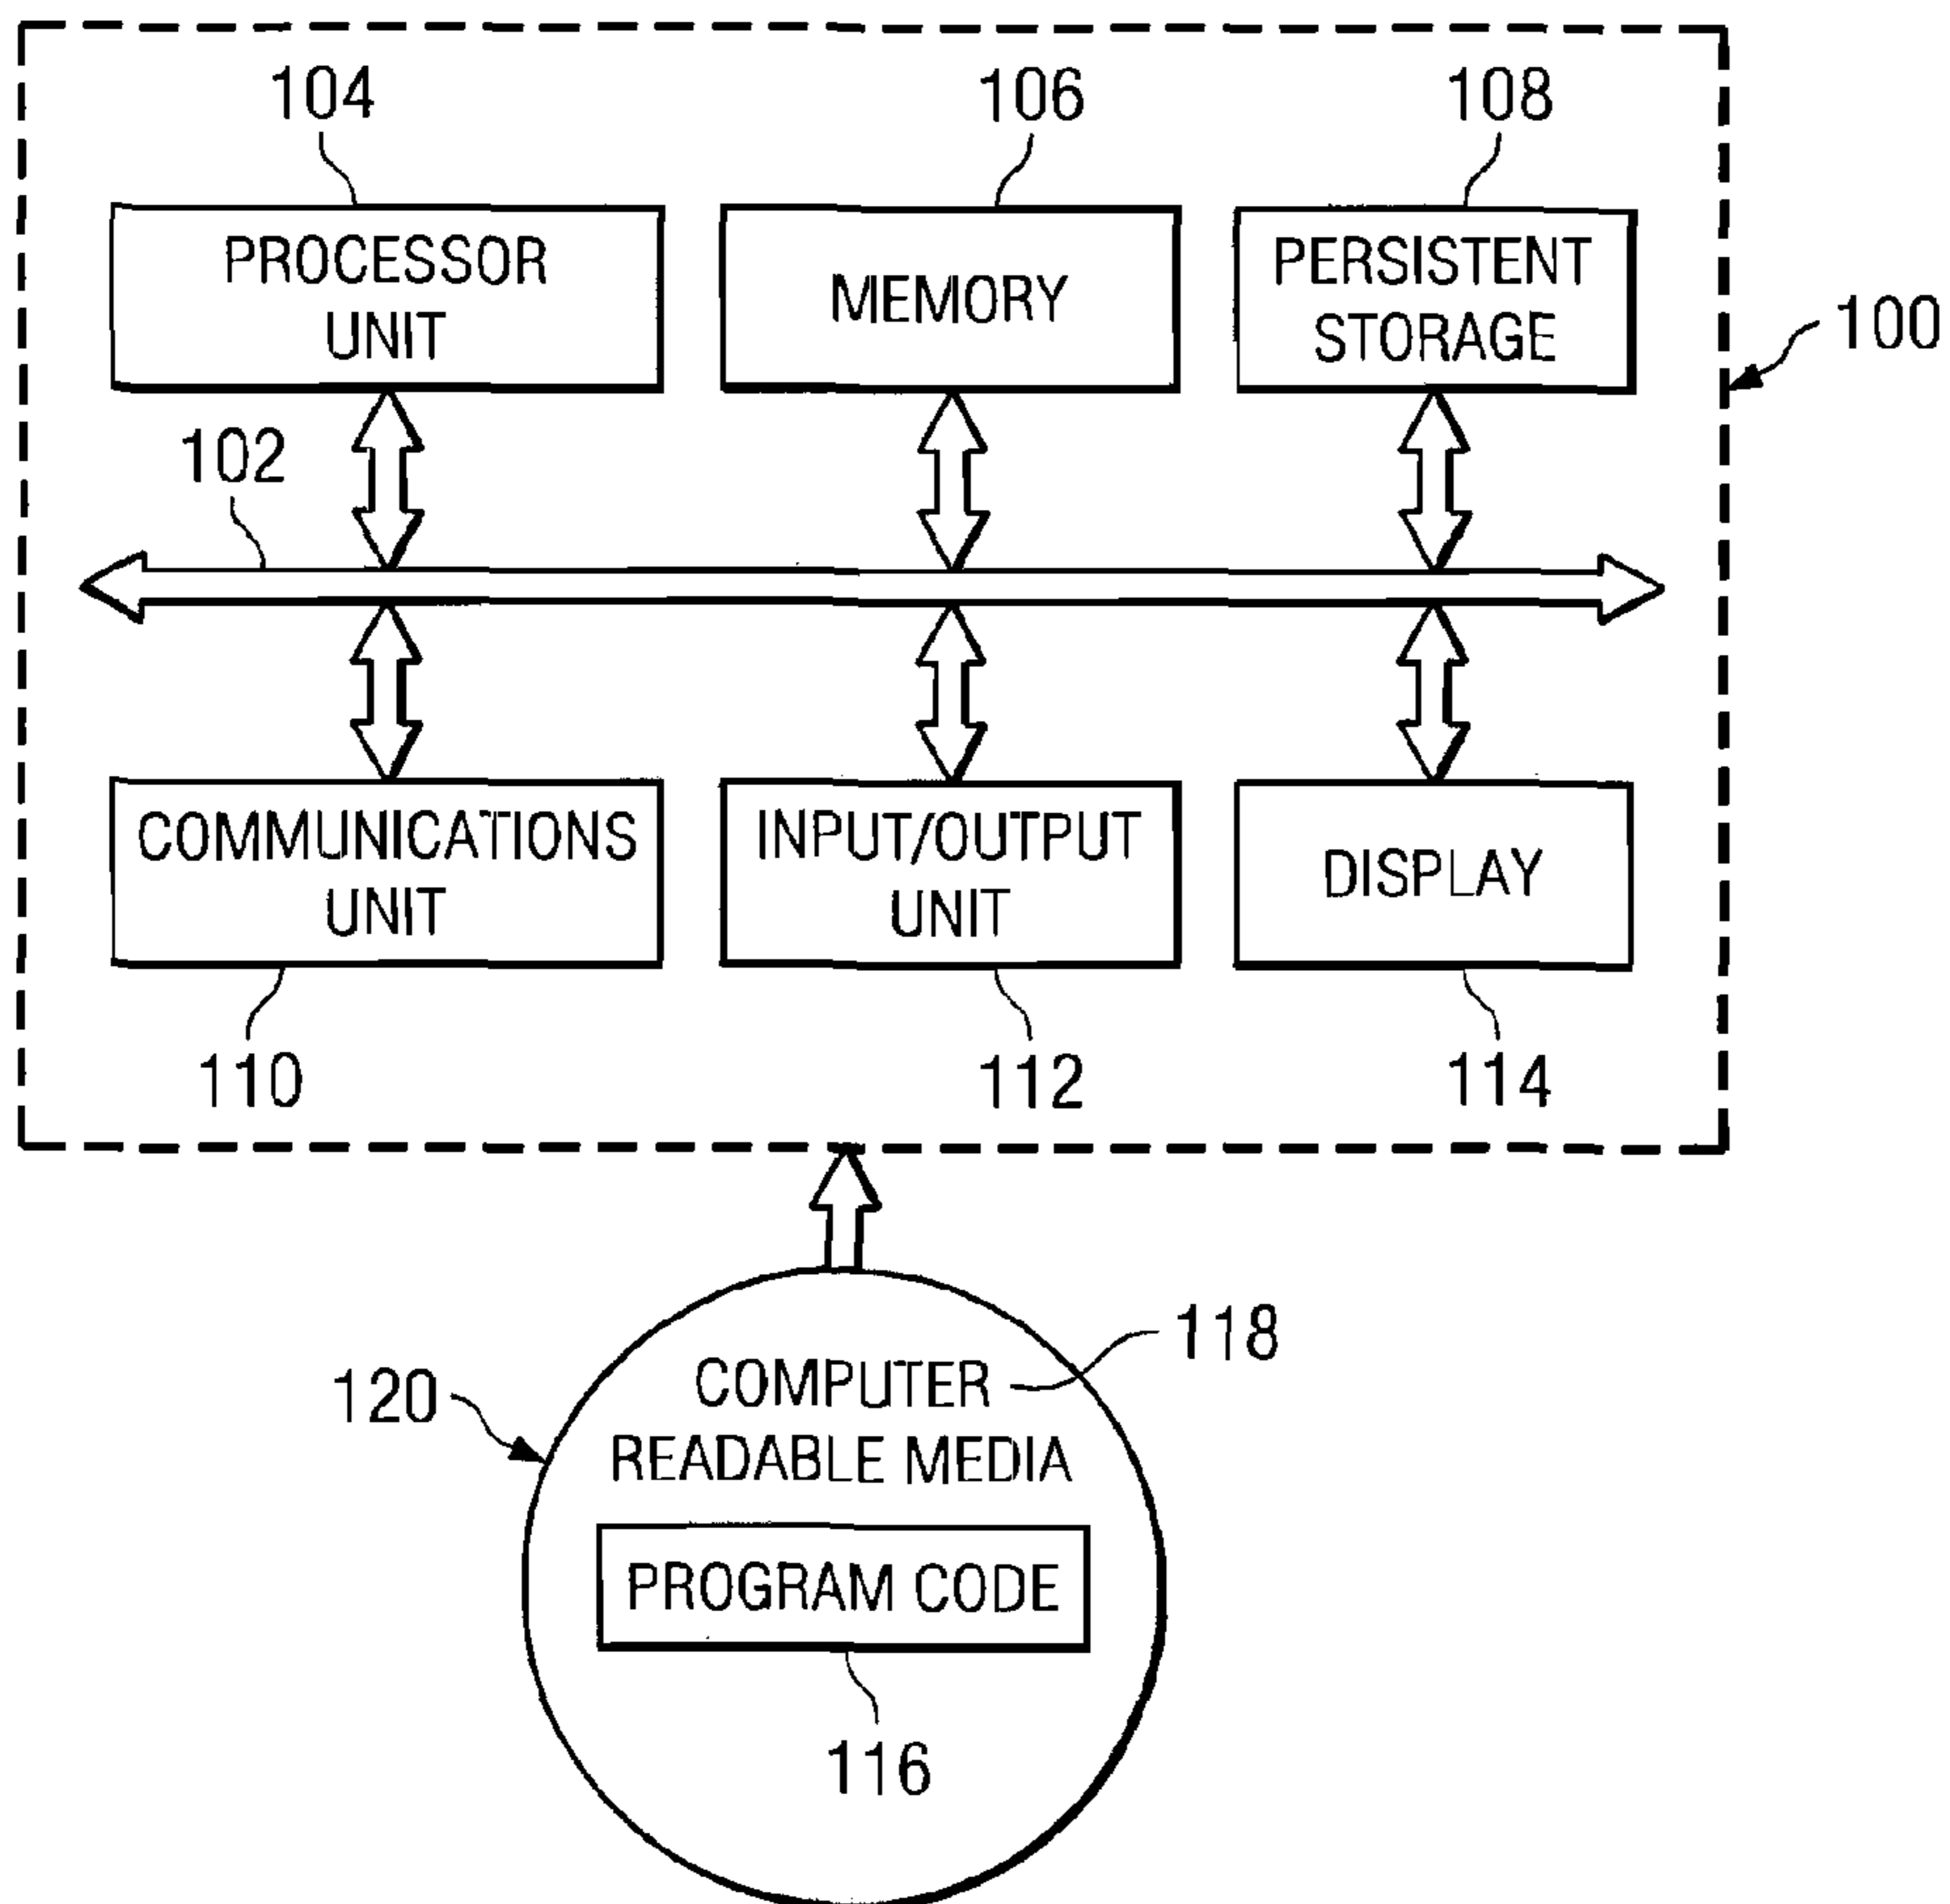 104
106
108
PROCESSOR
UNIT
MEMORY
PERSISTENT
STORAGE
100
102
COMMUNICATIONS
UNIT
INPUT/OUTPUT
UNIT
DISPLAY
110
112
114
118
120
COMPUTER
READABLE MEDIA
PROGRAM CODE
116